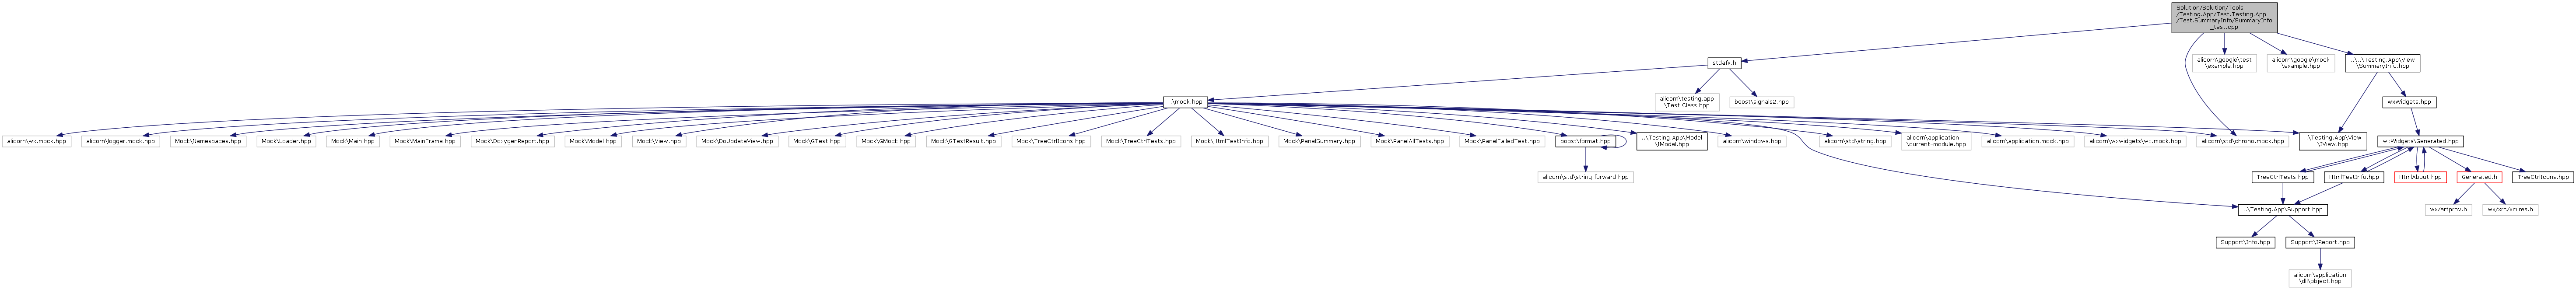 Solution/Solution/Tools
/Testing.App/Test.Testing.App
/Test.SummaryInfo/SummaryInfo
_test.cpp
stdafx.h
alicorn\google\test
\example.hpp
alicorn\google\mock
\example.hpp
..\..\Testing.App\View
\SummaryInfo.hpp
..\mock.hpp
alicorn\testing.app
\Test.Class.hpp
boost\signals2.hpp
wxWidgets.hpp
alicorn\wx.mock.hpp
alicorn\logger.mock.hpp
Mock\Namespaces.hpp
Mock\Loader.hpp
Mock\Main.hpp
Mock\MainFrame.hpp
Mock\DoxygenReport.hpp
Mock\Model.hpp
Mock\View.hpp
Mock\DoUpdateView.hpp
Mock\GTest.hpp
Mock\GMock.hpp
Mock\GTestResult.hpp
Mock\TreeCtrlIcons.hpp
Mock\TreeCtrlTests.hpp
Mock\HtmlTestInfo.hpp
Mock\PanelSummary.hpp
Mock\PanelAllTests.hpp
Mock\PanelFailedTest.hpp
boost\format.hpp
..\Testing.App\Model
\IModel.hpp
alicorn\windows.hpp
alicorn\std\string.hpp
alicorn\application
\current-module.hpp
alicorn\application.mock.hpp
alicorn\wxwidgets\wx.mock.hpp
alicorn\std\chrono.mock.hpp
..\Testing.App\View
\IView.hpp
wxWidgets\Generated.hpp
alicorn\std\string.forward.hpp
TreeCtrlTests.hpp
HtmlTestInfo.hpp
HtmlAbout.hpp
Generated.h
TreeCtrlIcons.hpp
..\Testing.App\Support.hpp
wx/artprov.h
wx/xrc/xmlres.h
Support\Info.hpp
Support\IReport.hpp
alicorn\application
\dll\object.hpp